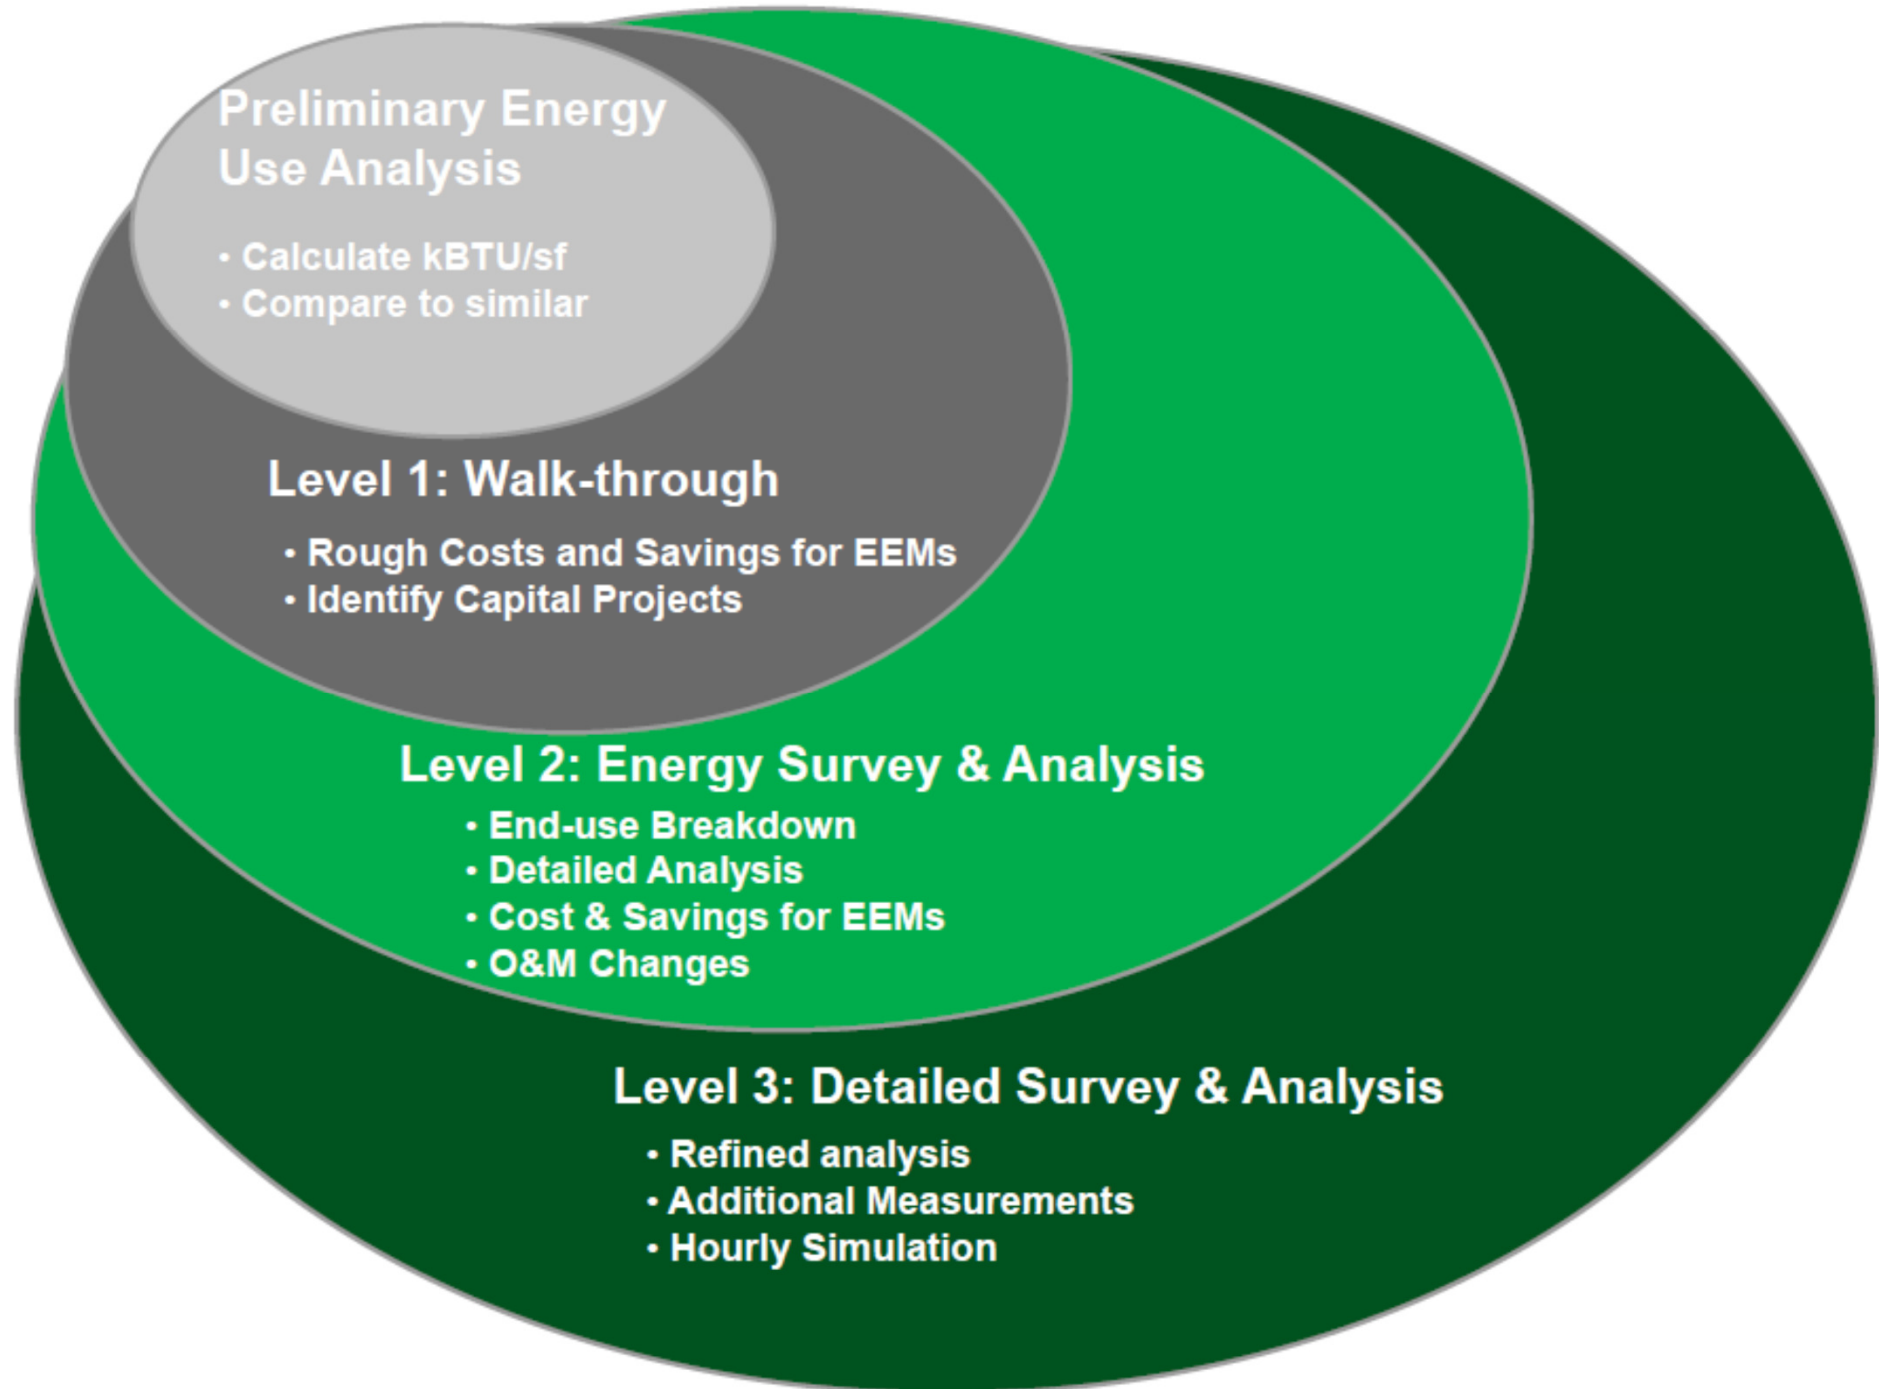 Preliminary Energy
Use Analysis
• Calculate kBTU/sf
• Compare to similar
Level 1: Walk-through
• Rough Costs and Savings for EEMs
• Identify Capital Projects
Level 2: Energy Survey & Analysis
• End-use Breakdown
• Detailed Analysis
• Cost & Savings for EEMs
• O&M Changes
Level 3: Detailed Survey & Analysis
• Refined analysis
• Additional Measurements
• Hourly Simulation